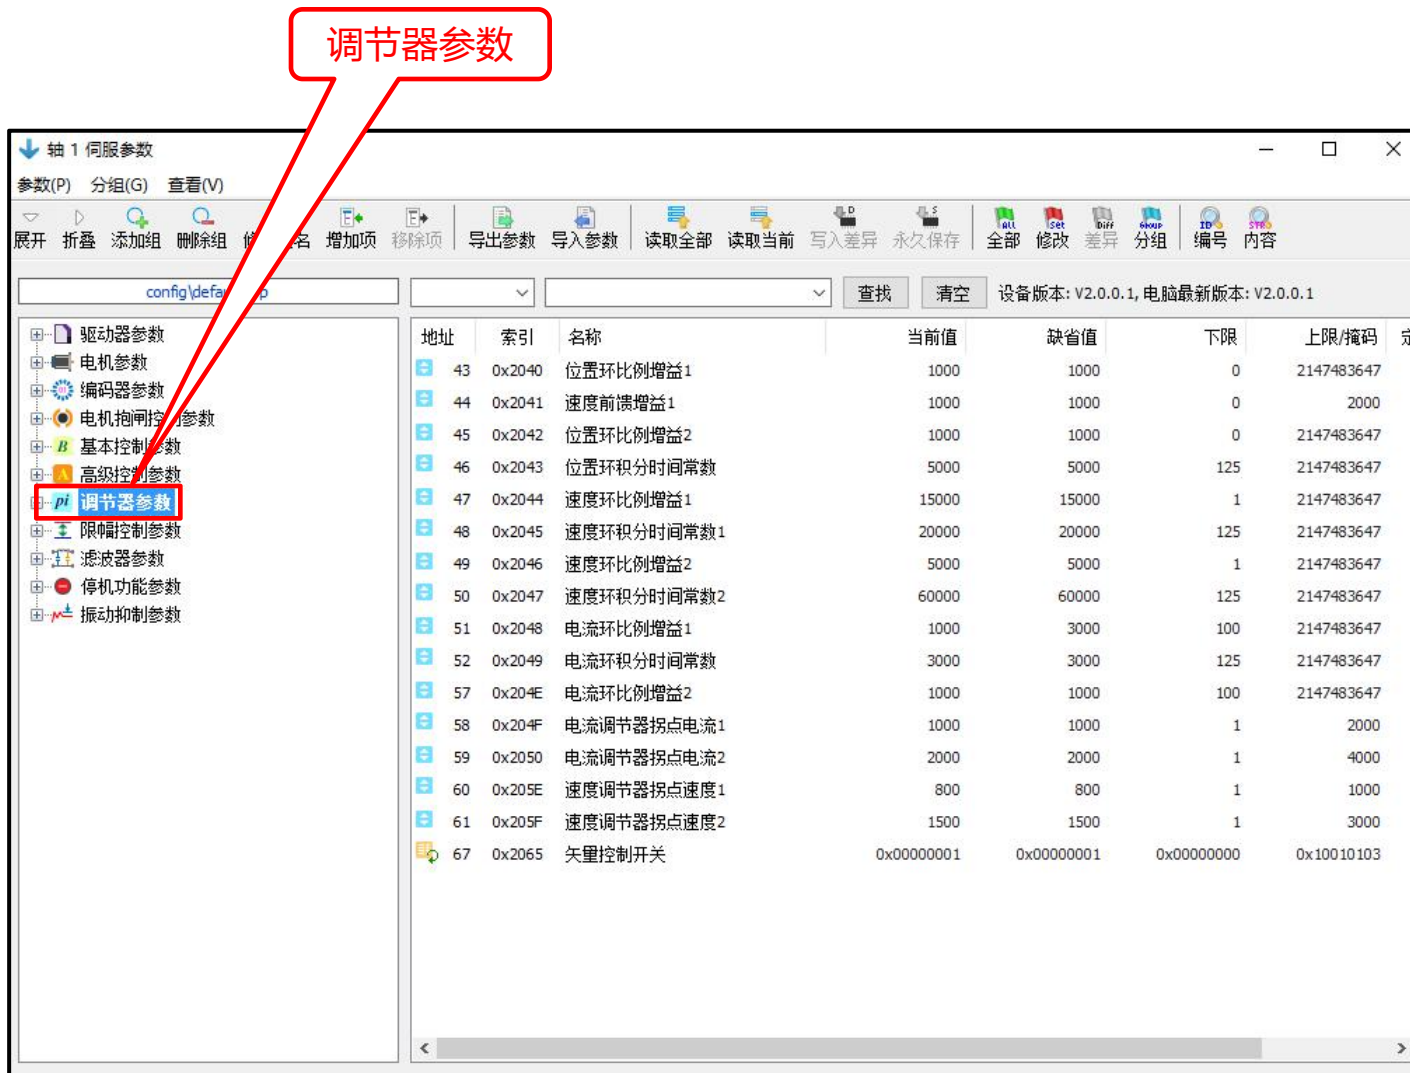 调节器参数
轴 1 伺服参数
参数(P) 分组(G) 查看(V)
展开 折叠 添加组 删除组 名 增加项 移除项 导出参数 导入参数 读取全部 读取当前 写入差异 永久保存 全部 修改 差异 分组 编号 内容
config\defa 查找 清空 设备版本: V2.0.0.1, 电脑最新版本: V2.0.0.1
驱动器参数
电机参数
编码器参数
电机抱闸控制参数
B 基本控制参数
A 高级控制参数
pi 调节器参数
限幅控制参数
滤波器参数
停机功能参数
振动抑制参数
地址 索引 名称 当前值 缺省值 下限 上限/掩码
43 0x2040 位置环比例增益1 1000 1000 0 2147483647
44 0x2041 速度前馈增益1 1000 1000 0 2000
45 0x2042 位置环比例增益2 1000 1000 0 2147483647
46 0x2043 位置环积分时间常数 5000 5000 125 2147483647
47 0x2044 速度环比例增益1 15000 15000 1 2147483647
48 0x2045 速度环积分时间常数1 20000 20000 125 2147483647
49 0x2046 速度环比例增益2 5000 5000 1 2147483647
50 0x2047 速度环积分时间常数2 60000 60000 125 2147483647
51 0x2048 电流环比例增益1 1000 3000 100 2147483647
52 0x2049 电流环积分时间常数 3000 3000 125 2147483647
57 0x204E 电流环比例增益2 1000 1000 100 2147483647
58 0x204F 电流调节器拐点电流1 1000 1000 1 2000
59 0x2050 电流调节器拐点电流2 2000 2000 1 4000
60 0x205E 速度调节器拐点速度1 800 800 1 1000
61 0x205F 速度调节器拐点速度2 1500 1500 1 3000
67 0x2065 矢量控制开关 0x00000001 0x00000001 0x00000000 0x10010103